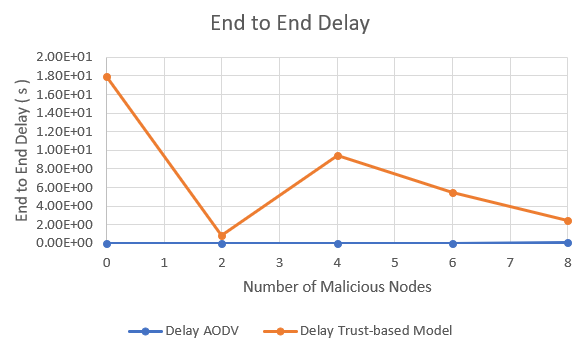 End to End Delay
2.00E+01
1.80E+01
1.60E+01
1.40E+01
1.20E+01
1.00E+01
8.00E+00
6.00E+00
4.00E+00
2.00E+00
0.00E+00
End to End Delay ( s )
0 1 2 3 4 5 6 7 8
Number of Malicious Nodes
Delay AODV Delay Trust-based Model